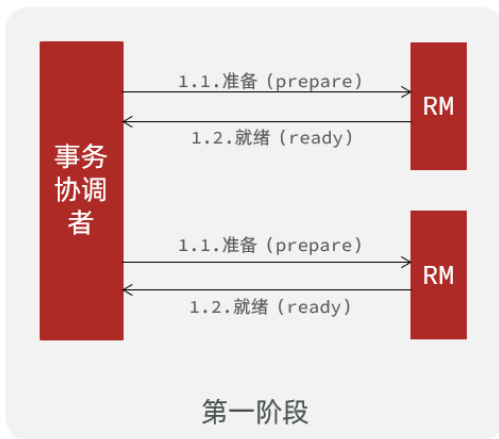 事务
协调
者
1.1.准备 (prepare)
1.2.就绪 (ready)
RM
1.1.准备 (prepare)
1.2.就绪 (ready)
RM
第一阶段